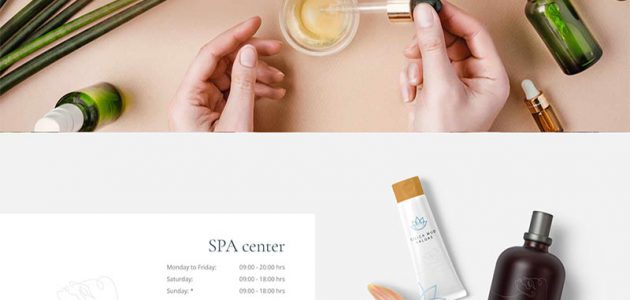 SPA center
Monday to Friday: 09:00 - 20:00 hrs
Saturday: 09:00 - 18:00 hrs
Sunday: * 09:00 - 18:00 hrs